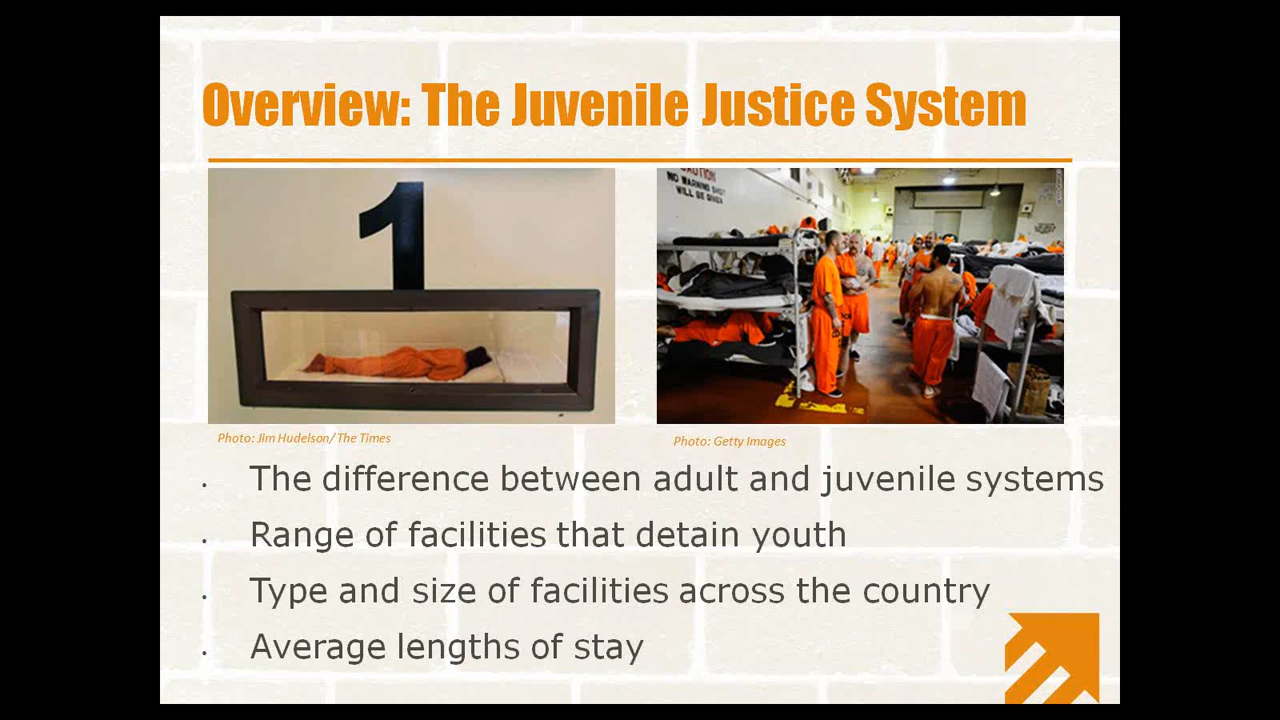 Overview: The Juvenile Justice System
1
CAUTION
NO WARNING SHOT
WILL BE GIVEN
Photo: Jim Hudelson/ The Times
Photo: Getty Images
• The difference between adult and juvenile systems
• Range of facilities that detain youth
• Type and size of facilities across the country
• Average lengths of stay